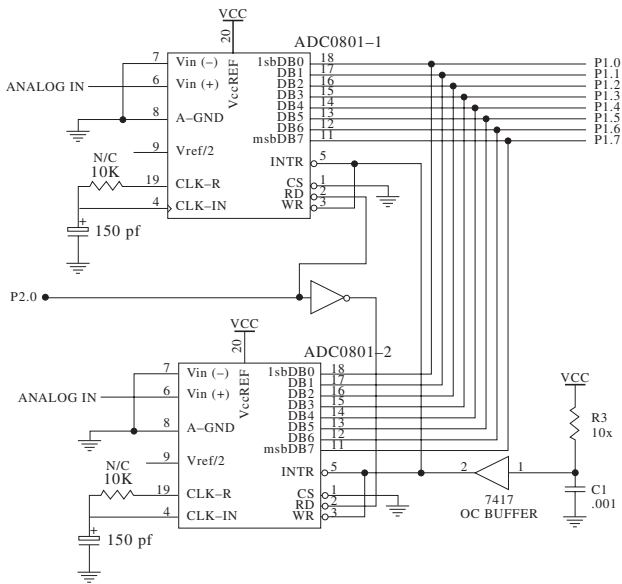 VCC
20
ADC0801–1
7 Vin (–)
VccREF
1sbDB0 18 P1.0
DB1 17 P1.1
ANALOG IN 6 Vin (+)
DB2 16 P1.2
DB3 15 P1.3
DB4 14 P1.4
8 A–GND
DB5 13 P1.5
DB6 12 P1.6
msbDB7 11 P1.7
9 Vref/2
INTR 5
N/C
10K
19 CLK–R
CS 1
RD 2
4 CLK–IN
WR 3
+
150 pf
P2.0
VCC
20
ADC0801–2
7 Vin (–)
VccREF
1sbDB0 18
DB1 17
ANALOG IN 6 Vin (+)
DB2 16
DB3 15
VCC
DB4 14
8 A–GND
DB5 13
R3
10x
DB6 12
msbDB7 11
9 Vref/2
INTR 5
2 1
N/C
10K
19 CLK–R
CS 1
7417
OC BUFFER
C1
.001
RD 2
4 CLK–IN
WR 3
+
150 pf